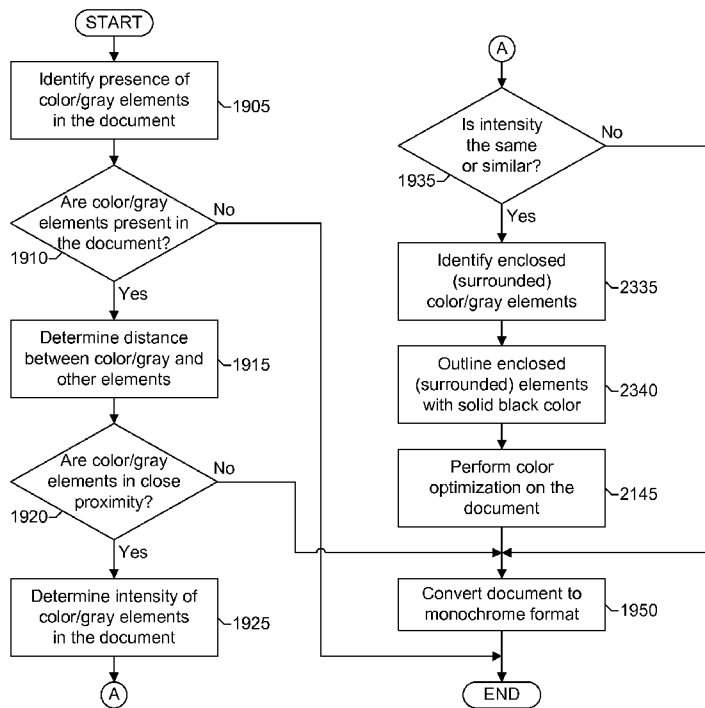 START
Identify presence of
color/gray elements
in the document
1905
Are color/gray
elements present in
the document?
No
1910
Yes
Determine distance
between color/gray and
other elements
1915
Are color/gray
elements in close
proximity?
No
1920
Yes
Determine intensity of
color/gray elements
in the document
1925
A
A
Is intensity
the same
or similar?
No
1935
Yes
Identify enclosed
(surrounded)
color/gray elements
2335
Outline enclosed
(surrounded) elements
with solid black color
2340
Perform color
optimization on the
document
2145
Convert document to
monochrome format
1950
END